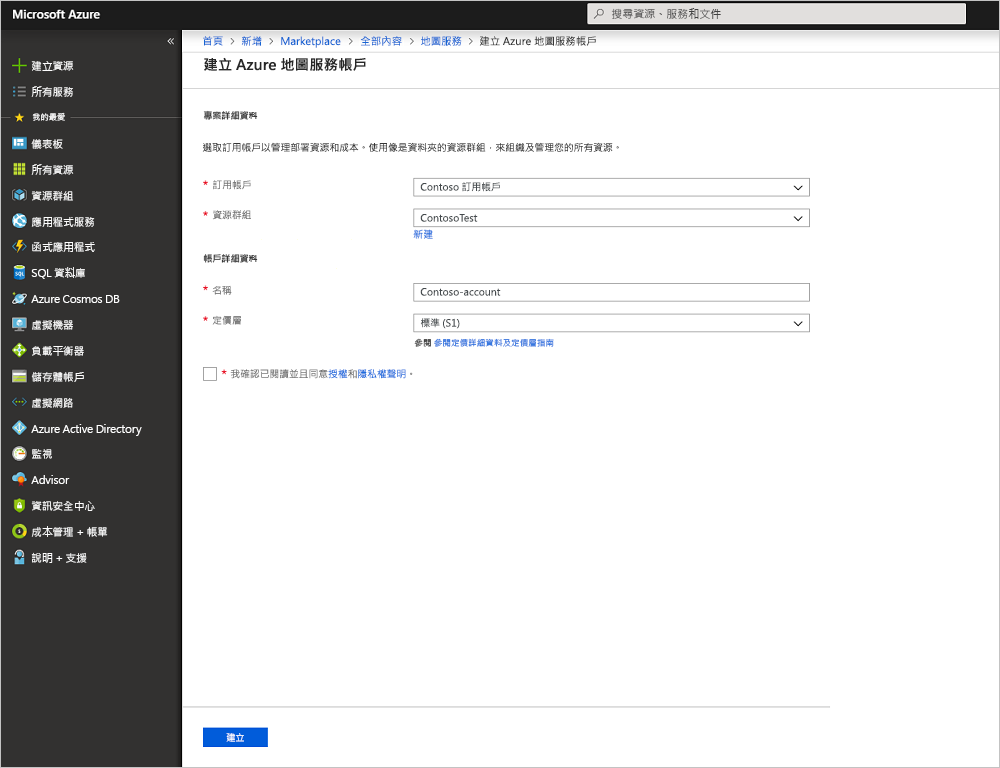 Microsoft Azure
搜尋資源、服務和文件
«
建立資源
所有服務
我的最愛
儀表板
所有資源
資源群組
應用程式服務
函式應用程式
SQL 資料庫
Azure Cosmos DB
虛擬機器
負載平衡器
儲存體帳戶
虛擬網路
Azure Active Directory
監視
Advisor
資訊安全中心
成本管理 + 帳單
說明 + 支援
首頁 > 新增 > Marketplace > 全部內容 > 地圖服務 > 建立 Azure 地圖服務帳戶
建立 Azure 地圖服務帳戶
專案詳細資料
選取訂用帳戶以管理部署資源和成本。使用像是資料夾的資源群組，來組織及管理您的所有資源。
* 訂用帳戶
Contoso 訂用帳戶
* 資源群組
ContosoTest
新建
帳戶詳細資料
* 名稱
Contoso-account
* 定價層
標準 (S1)
參閱 參閱定價詳細資料及定價層指南
* 我確認已閱讀並且同意授權和隱私權聲明。
建立